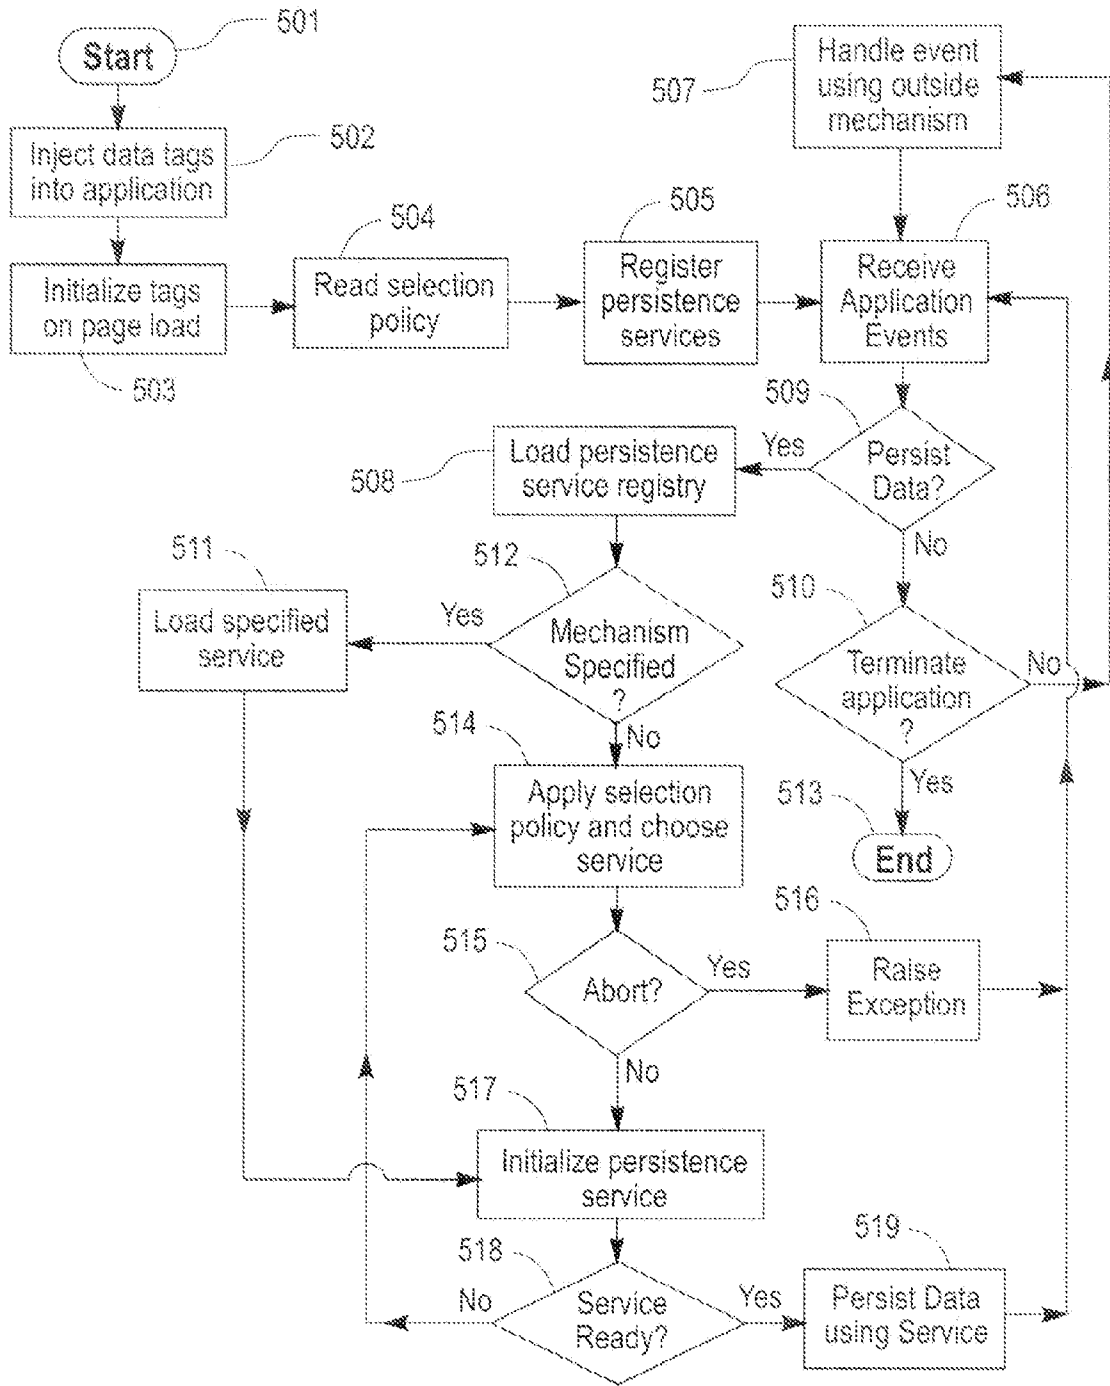 501
Start
502
Inject data tags
into application
503
Initialize tags
on page load
504
Read selection
policy
505
Register
persistence
services
506
Receive
Application
Events
507
Handle event
using outside
mechanism
509
Persist
Data?
Yes
No
508
Load persistence
service registry
510
Terminate
application
?
No
Yes
513
End
512
Mechanism
Specified
?
Yes
No
511
Load specified
service
514
Apply selection
policy and choose
service
515
Abort?
Yes
No
516
Raise
Exception
517
Initialize persistence
service
518
Service
Ready?
No
Yes
519
Persist Data
using Service